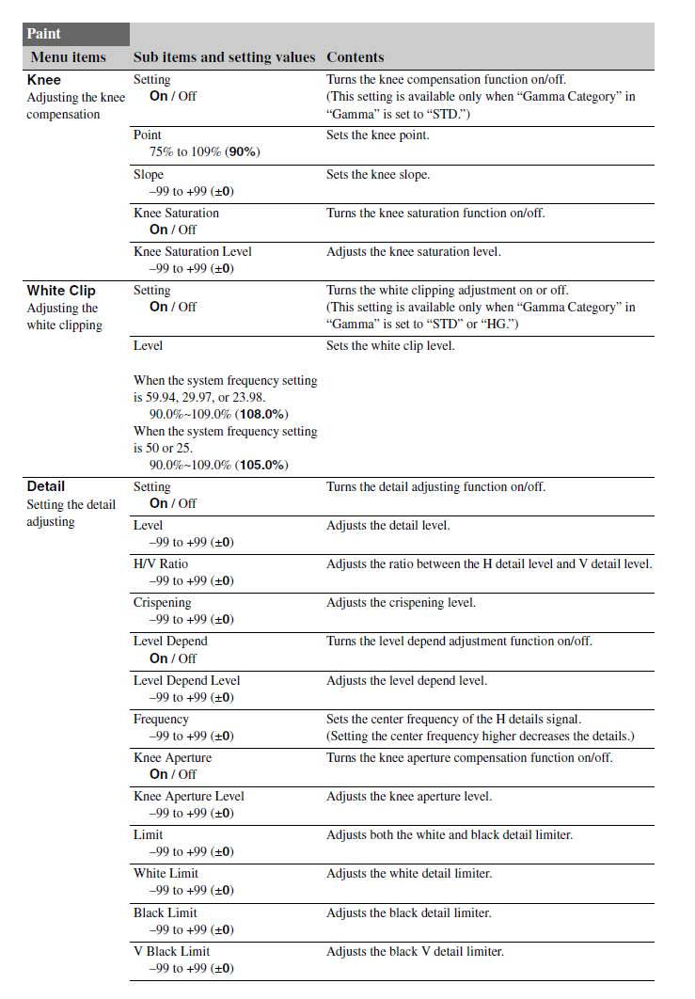 Paint
Menu items Sub items and setting values Contents
Knee
Adjusting the knee
compensation
Setting
On / Off
Turns the knee compensation function on/off.
(This setting is available only when “Gamma Category” in
“Gamma” is set to “STD.”)
Point
75% to 109% (90%)
Sets the knee point.
Slope
–99 to +99 (±0)
Sets the knee slope.
Knee Saturation
On / Off
Turns the knee saturation function on/off.
Knee Saturation Level
–99 to +99 (±0)
Adjusts the knee saturation level.
White Clip
Adjusting the
white clipping
Setting
On / Off
Turns the white clipping adjustment on or off.
(This setting is available only when “Gamma Category” in
“Gamma” is set to “STD” or “HG.”)
Level
Sets the white clip level.
When the system frequency setting
is 59.94, 29.97, or 23.98.
90.0%~109.0% (108.0%)
When the system frequency setting
is 50 or 25.
90.0%~109.0% (105.0%)
Detail
Setting the detail
adjusting
Setting
On / Off
Turns the detail adjusting function on/off.
Level
–99 to +99 (±0)
Adjusts the detail level.
H/V Ratio
–99 to +99 (±0)
Adjusts the ratio between the H detail level and V detail level.
Crispening
–99 to +99 (±0)
Adjusts the crispening level.
Level Depend
On / Off
Turns the level depend adjustment function on/off.
Level Depend Level
–99 to +99 (±0)
Adjusts the level depend level.
Frequency
–99 to +99 (±0)
Sets the center frequency of the H details signal.
(Setting the center frequency higher decreases the details.)
Knee Aperture
On / Off
Turns the knee aperture compensation function on/off.
Knee Aperture Level
–99 to +99 (±0)
Adjusts the knee aperture level.
Limit
–99 to +99 (±0)
Adjusts both the white and black detail limiter.
White Limit
–99 to +99 (±0)
Adjusts the white detail limiter.
Black Limit
–99 to +99 (±0)
Adjusts the black detail limiter.
V Black Limit
–99 to +99 (±0)
Adjusts the black V detail limiter.